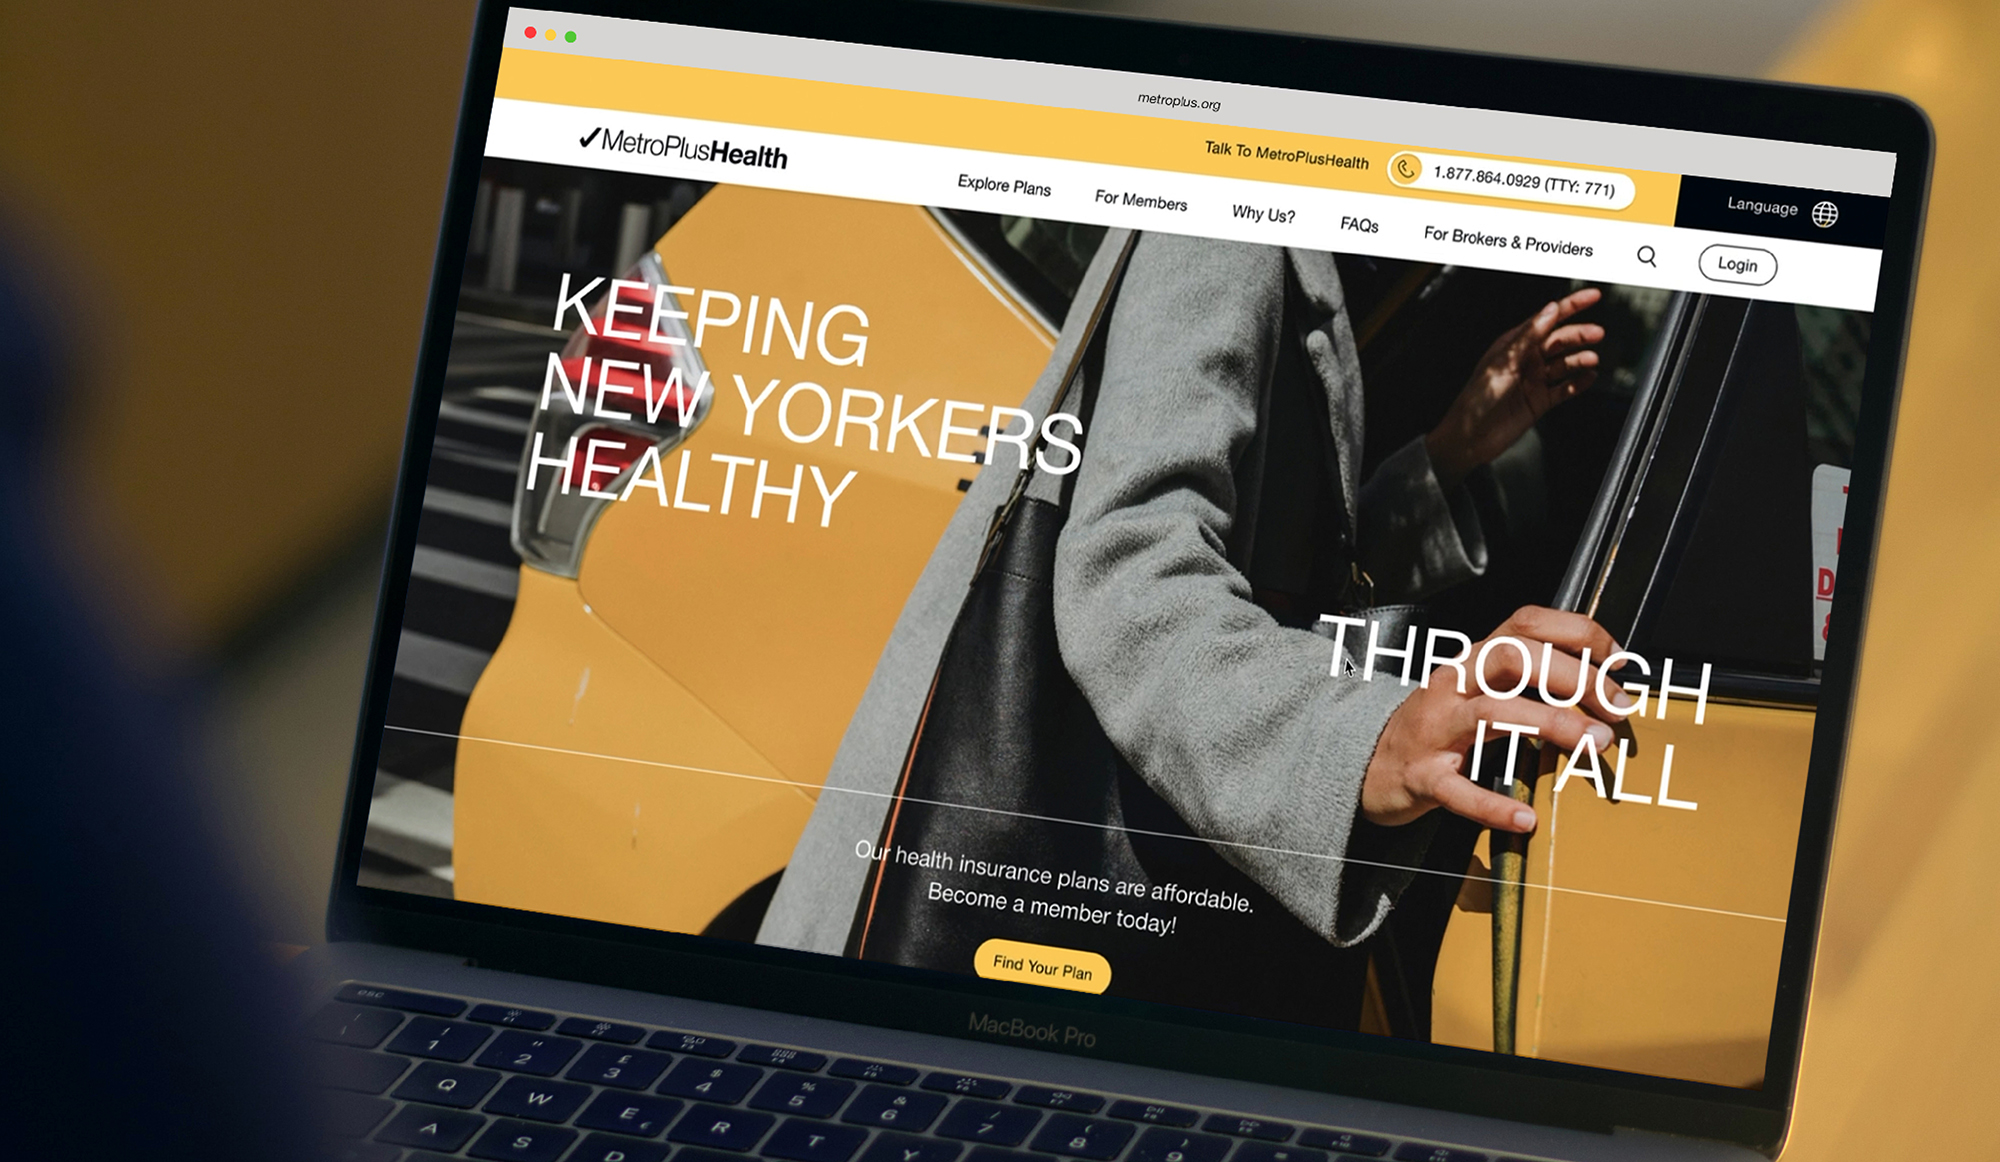 metroplus.org
Talk To MetroPlusHealth
1.877.864.0929 (TTY: 771)
Language
✓MetroPlusHealth
Explore Plans
For Members
Why Us?
FAQs
For Brokers & Providers
Login
KEEPING
NEW YORKERS
HEALTHY
THROUGH
IT ALL
Our health insurance plans are affordable.
Become a member today!
Find Your Plan
MacBook Pro
esc
! 1
" 2
£ 3
$ 4
% 5
& 6
7
8
9
Q
W
E €
R
T
Y
A
S
D